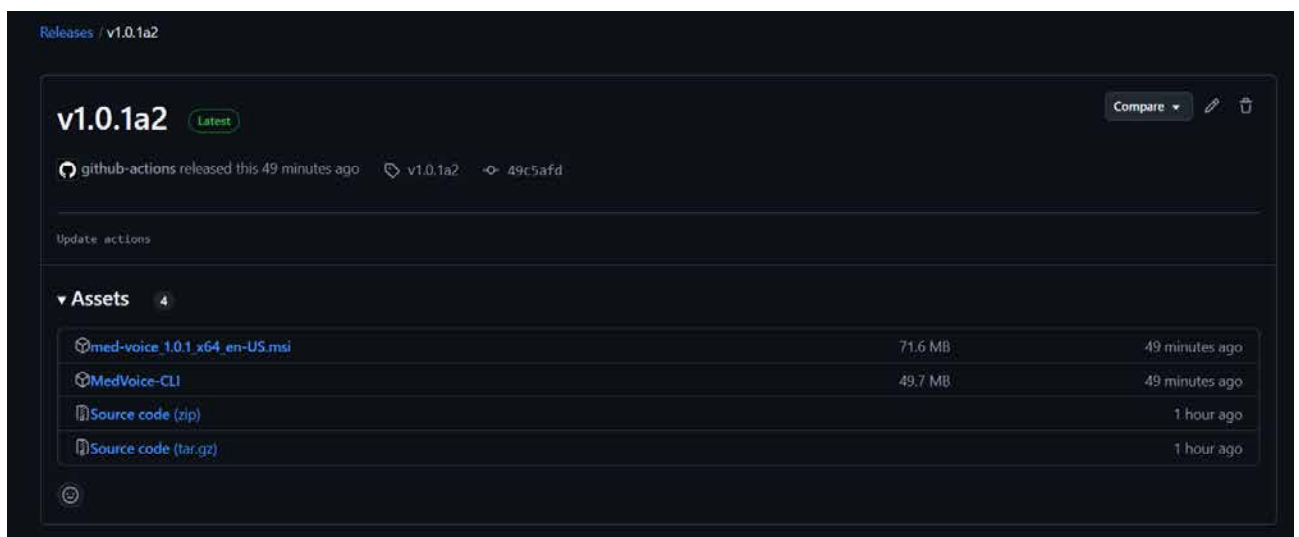 Releases / v1.0.1a2
v1.0.1a2 Latest Compare
github-actions released this 49 minutes ago v1.0.1a2 49c5afd
Update actions
Assets 4
med-voice_1.0.1_x64_en-US.msi 71.6 MB 49 minutes ago
MedVoice-CLI 49.7 MB 49 minutes ago
Source code (zip) 1 hour ago
Source code (tar.gz) 1 hour ago